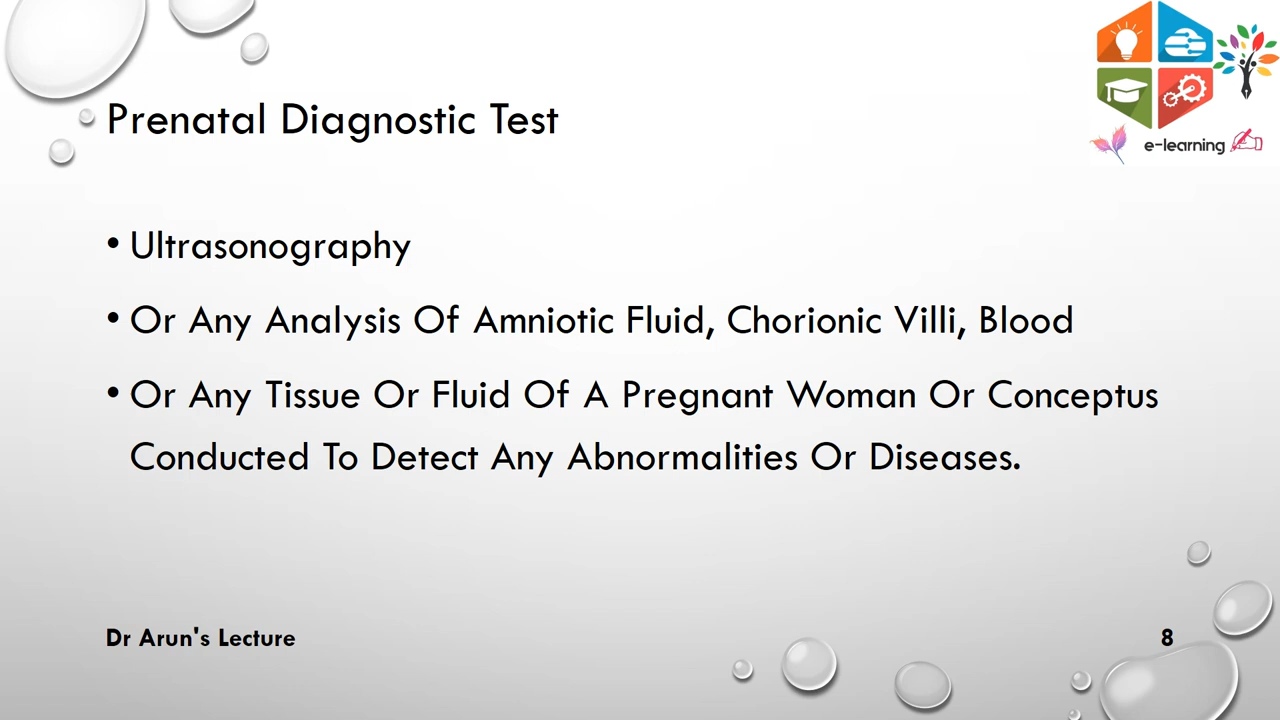 e-learning
Prenatal Diagnostic Test
• Ultrasonography
• Or Any Analysis Of Amniotic Fluid, Chorionic Villi, Blood
• Or Any Tissue Or Fluid Of A Pregnant Woman Or Conceptus
Conducted To Detect Any Abnormalities Or Diseases.
Dr Arun's Lecture
8